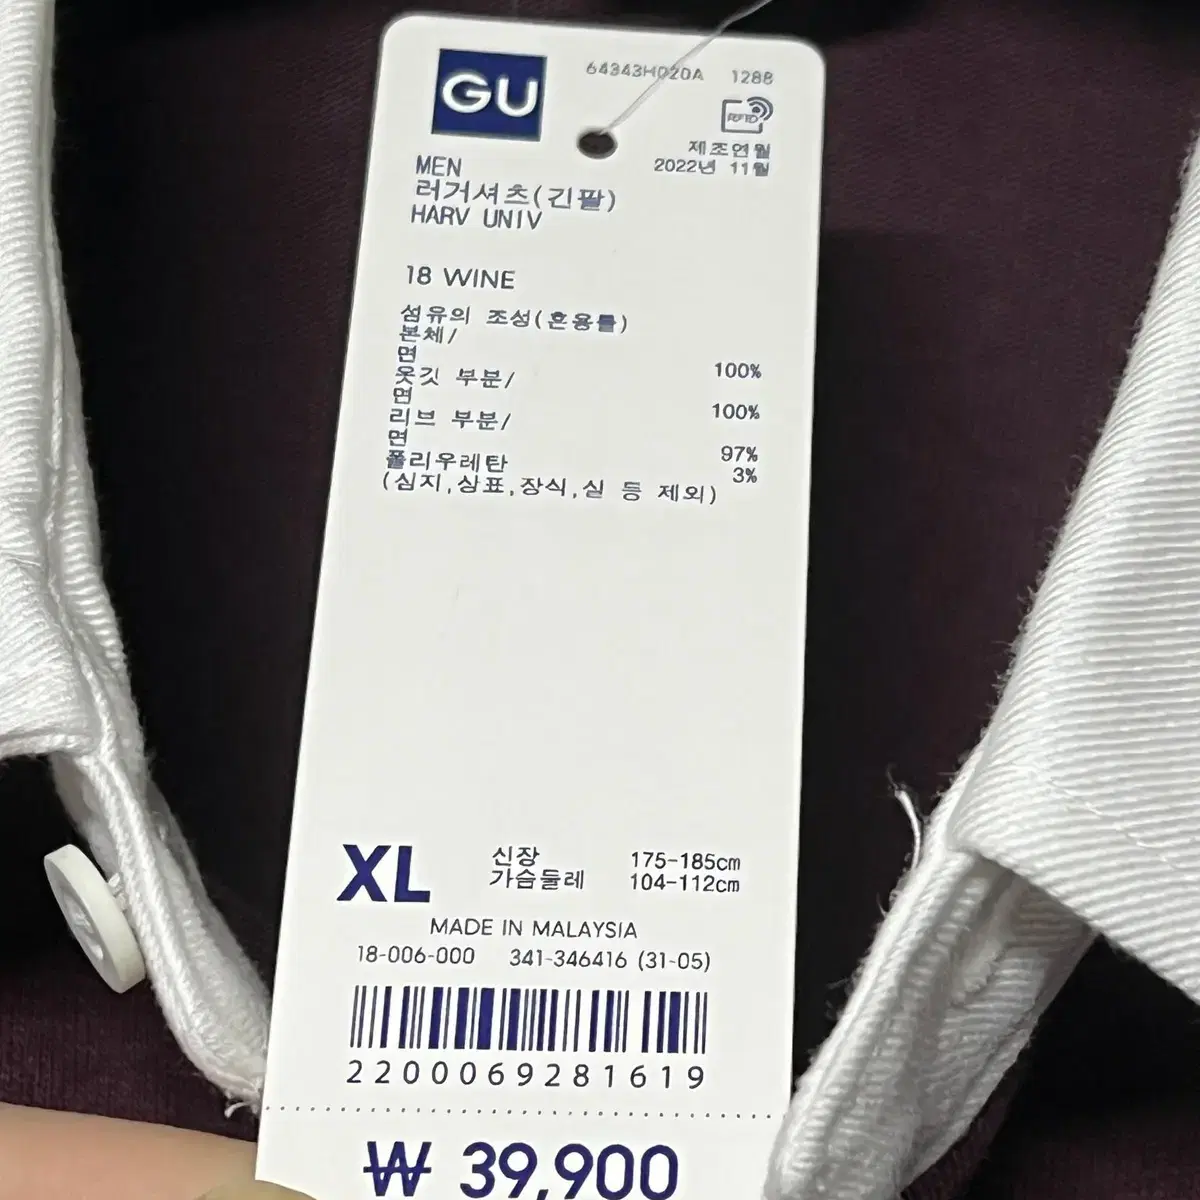 GU
64343H020A 1288
RFID
제조연월
2022년 11월
MEN
러거셔츠(긴팔)
HARV UNIV
18 WINE
섬유의 조성(혼용률)
본체/
면 100%
옷깃 부분/
면 100%
리브 부분/
면 97%
폴리우레탄 3%
(심지,상표,장식,실 등 제외)
XL 신장 175-185cm
가슴둘레 104-112cm
MADE IN MALAYSIA
18-006-000 341-346416 (31-05)
2200069281619
₩ 39,900